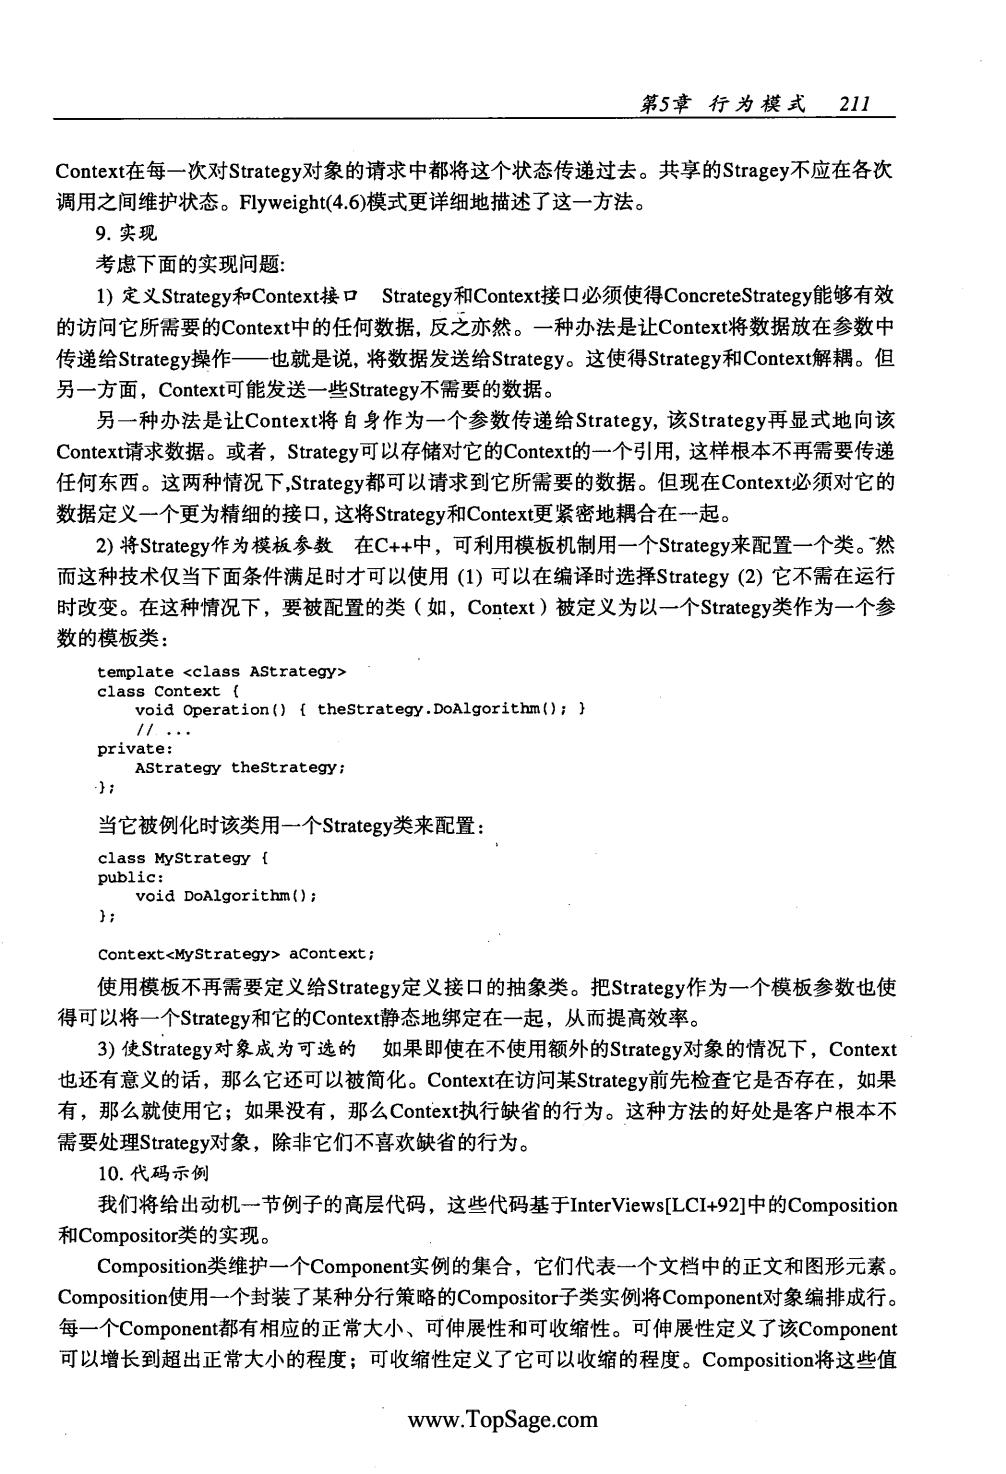 第5章 行为模式 211
Context在每一次对Strategy对象的请求中都将这个状态传递过去。共享的Stragey不应在各次
调用之间维护状态。Flyweight(4.6)模式更详细地描述了这一方法。
9. 实现
考虑下面的实现问题:
1) 定义Strategy和Context接口 Strategy和Context接口必须使得ConcreteStrategy能够有效
的访问它所需要的Context中的任何数据, 反之亦然。一种办法是让Context将数据放在参数中
传递给Strategy操作——也就是说, 将数据发送给Strategy。这使得Strategy和Context解耦。但
另一方面，Context可能发送一些Strategy不需要的数据。
另一种办法是让Context将自身作为一个参数传递给Strategy, 该Strategy再显式地向该
Context请求数据。或者，Strategy可以存储对它的Context的一个引用, 这样根本不再需要传递
任何东西。这两种情况下,Strategy都可以请求到它所需要的数据。但现在Context必须对它的
数据定义一个更为精细的接口, 这将Strategy和Context更紧密地耦合在一起。
2) 将Strategy作为模板参数 在C++中，可利用模板机制用一个Strategy来配置一个类。然
而这种技术仅当下面条件满足时才可以使用 (1) 可以在编译时选择Strategy (2) 它不需在运行
时改变。在这种情况下，要被配置的类（如，Context）被定义为以一个Strategy类作为一个参
数的模板类：
template <class AStrategy>
class Context {
void Operation() { theStrategy.DoAlgorithm(); }
// ...
private:
AStrategy theStrategy;
};
当它被例化时该类用一个Strategy类来配置：
class MyStrategy {
public:
void DoAlgorithm();
};
Context<MyStrategy> aContext;
使用模板不再需要定义给Strategy定义接口的抽象类。把Strategy作为一个模板参数也使
得可以将一个Strategy和它的Context静态地绑定在一起，从而提高效率。
3) 使Strategy对象成为可选的 如果即使在不使用额外的Strategy对象的情况下，Context
也还有意义的话，那么它还可以被简化。Context在访问某Strategy前先检查它是否存在，如果
有，那么就使用它；如果没有，那么Context执行缺省的行为。这种方法的好处是客户根本不
需要处理Strategy对象，除非它们不喜欢缺省的行为。
10. 代码示例
我们将给出动机一节例子的高层代码，这些代码基于InterViews[LCI+92]中的Composition
和Compositor类的实现。
Composition类维护一个Component实例的集合，它们代表一个文档中的正文和图形元素。
Composition使用一个封装了某种分行策略的Compositor子类实例将Component对象编排成行。
每一个Component都有相应的正常大小、可伸展性和可收缩性。可伸展性定义了该Component
可以增长到超出正常大小的程度；可收缩性定义了它可以收缩的程度。Composition将这些值
www.TopSage.com